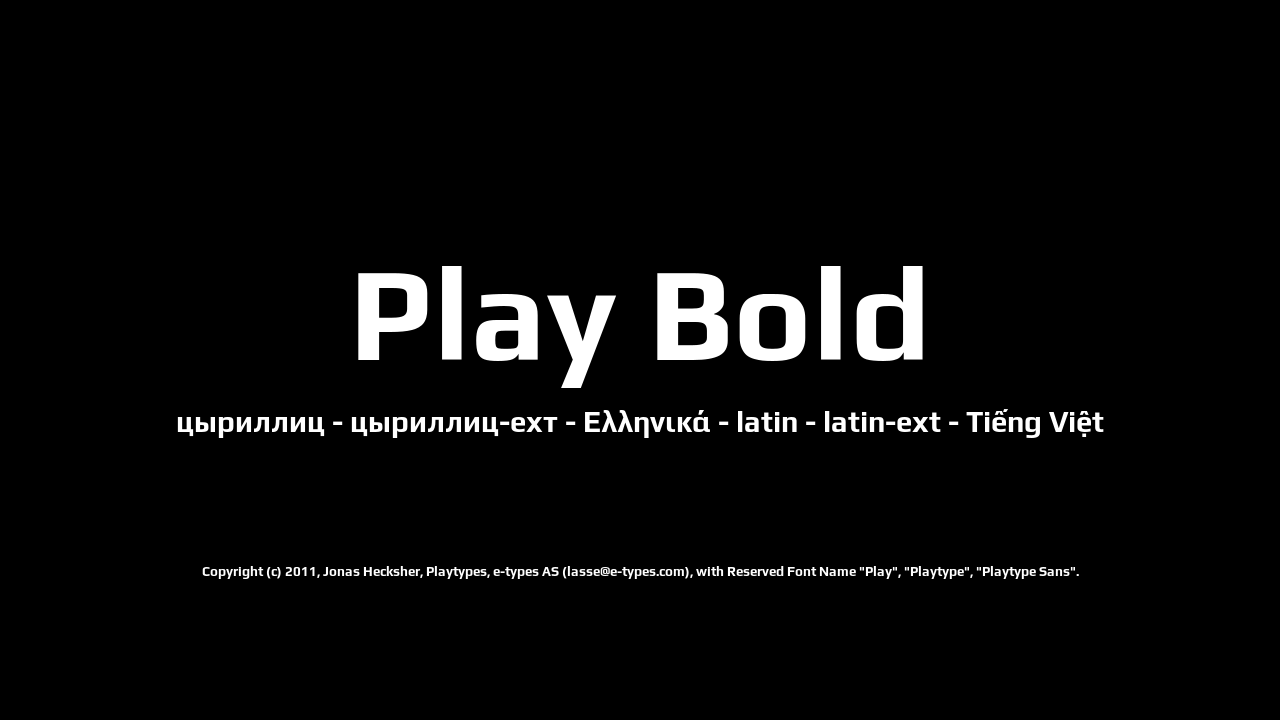 Play Bold
цыриллиц - цыриллиц-ехт - Ελληνικά - latin - latin-ext - Tiếng Việt
Copyright (c) 2011, Jonas Hecksher, Playtypes, e-types AS (lasse@e-types.com), with Reserved Font Name "Play", "Playtype", "Playtype Sans".